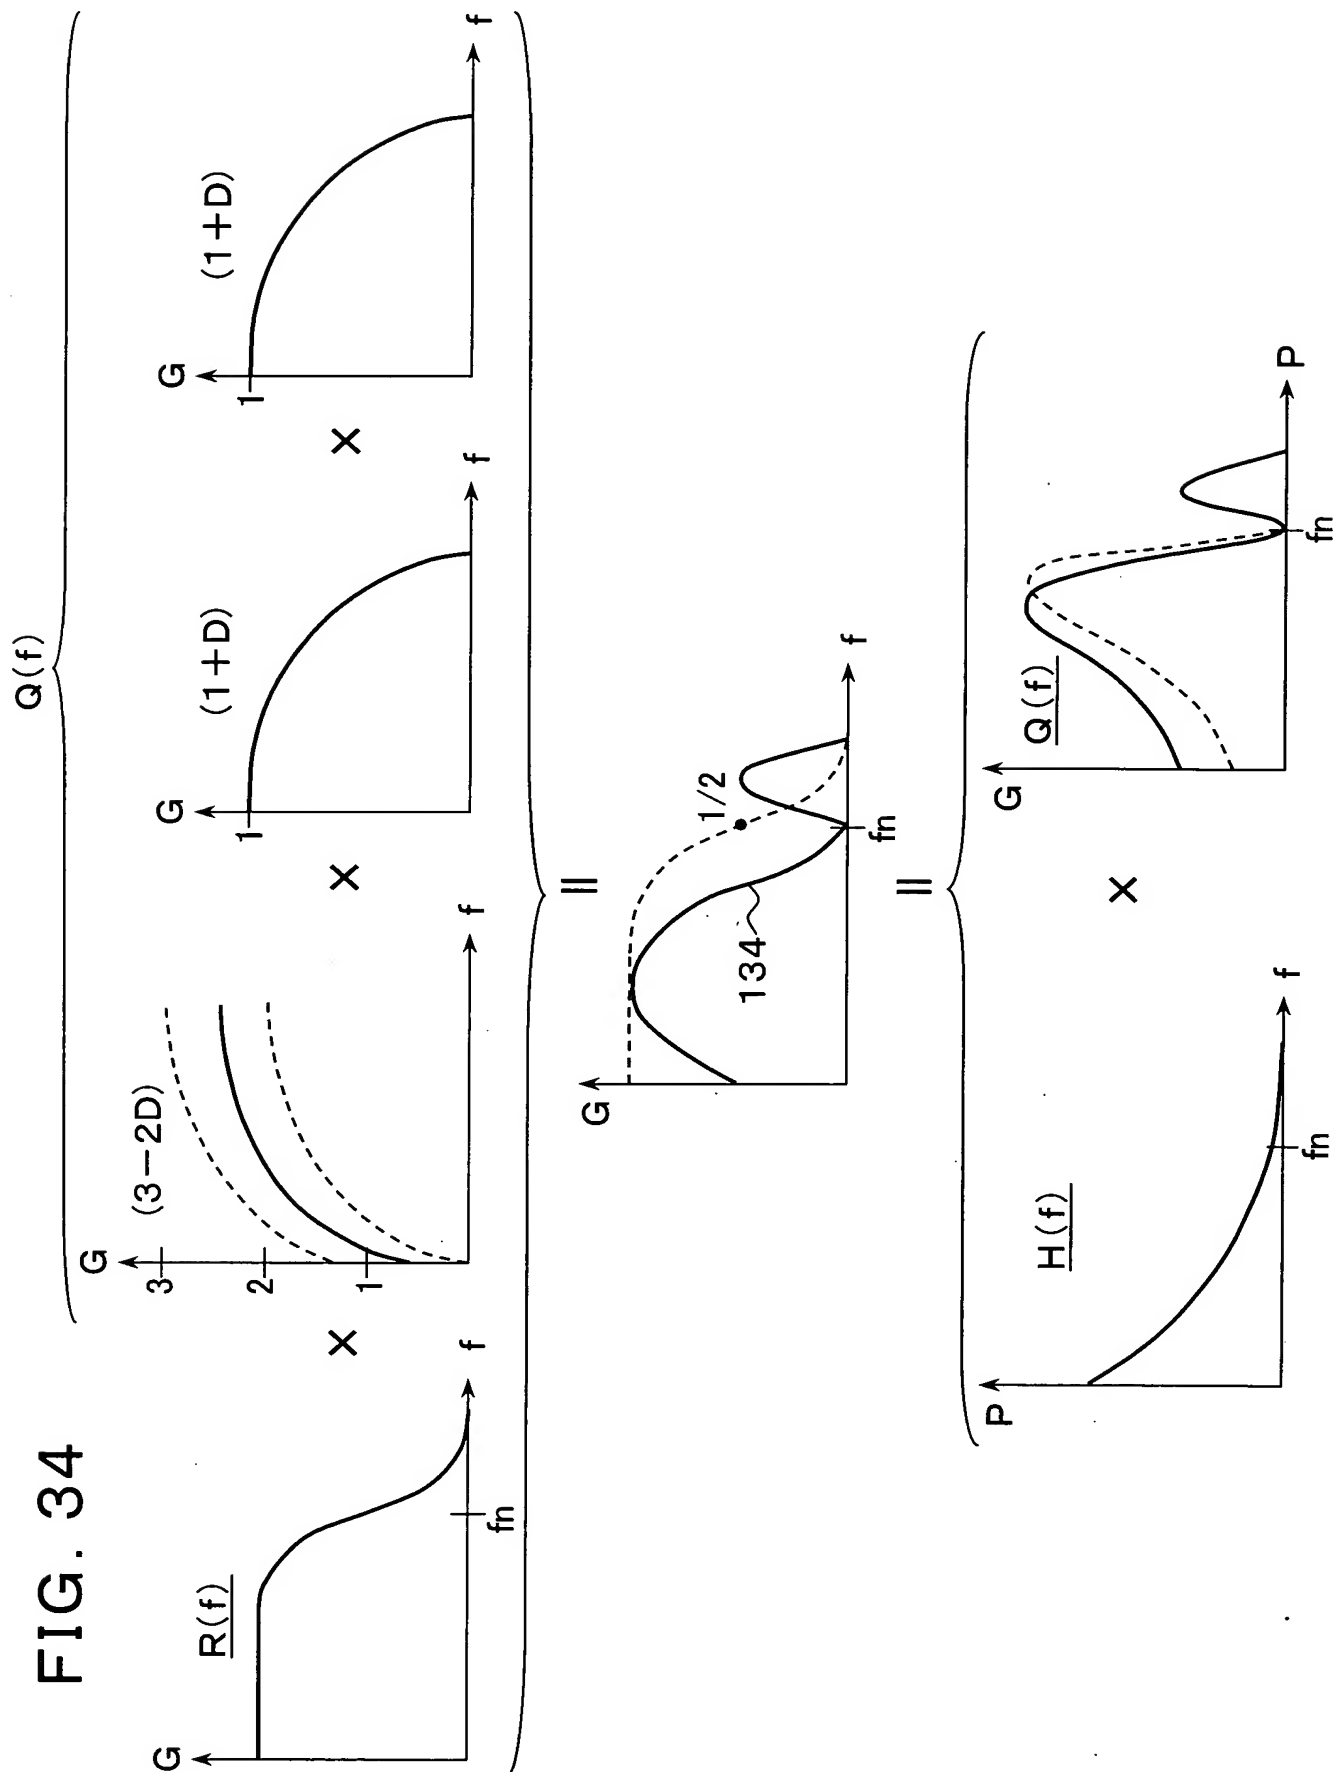 FIG. 34
Q(f)
R(f)
G
fn
f
×
(3−2D)
G
3
2
1
f
×
(1+D)
G
1
f
×
(1+D)
G
1
f
=
G
134
1/2
fn
f
=
H(f)
P
fn
f
×
Q(f)
G
fn
P